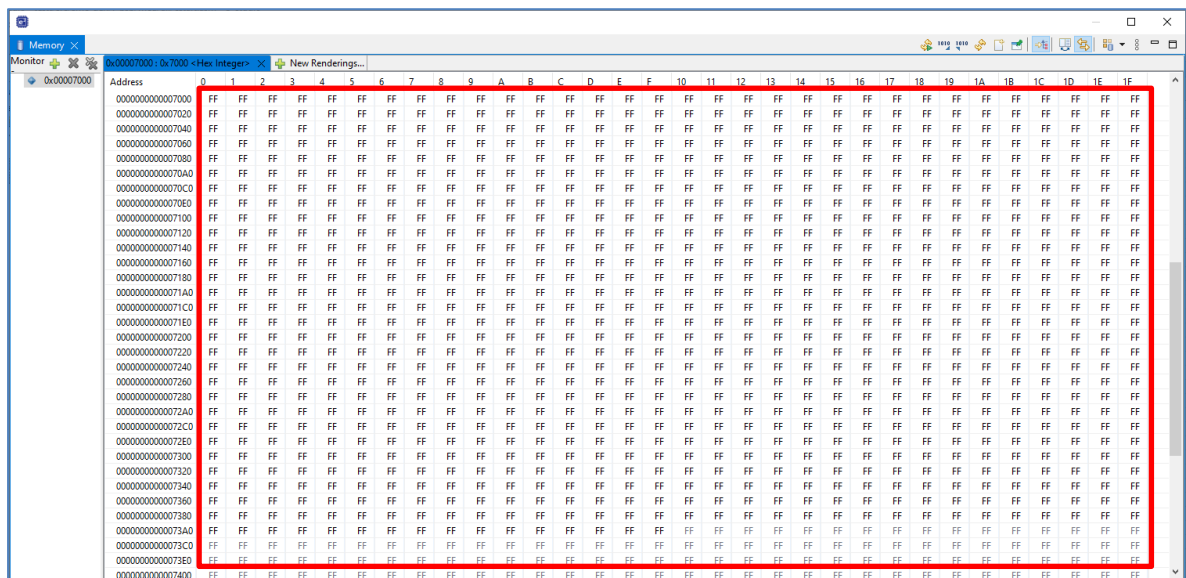 Memory
Monitor
0x00007000 : 0x7000 <Hex Integer> New Renderings...
0x00007000
Address 0 1 2 3 4 5 6 7 8 9 A B C D E F 10 11 12 13 14 15 16 17 18 19 1A 1B 1C 1D 1E 1F
0000000000007000 FF FF FF FF FF FF FF FF FF FF FF FF FF FF FF FF FF FF FF FF FF FF FF FF FF FF FF FF FF FF FF FF
0000000000007020 FF FF FF FF FF FF FF FF FF FF FF FF FF FF FF FF FF FF FF FF FF FF FF FF FF FF FF FF FF FF FF FF
0000000000007040 FF FF FF FF FF FF FF FF FF FF FF FF FF FF FF FF FF FF FF FF FF FF FF FF FF FF FF FF FF FF FF FF
0000000000007060 FF FF FF FF FF FF FF FF FF FF FF FF FF FF FF FF FF FF FF FF FF FF FF FF FF FF FF FF FF FF FF FF
0000000000007080 FF FF FF FF FF FF FF FF FF FF FF FF FF FF FF FF FF FF FF FF FF FF FF FF FF FF FF FF FF FF FF FF
00000000000070A0 FF FF FF FF FF FF FF FF FF FF FF FF FF FF FF FF FF FF FF FF FF FF FF FF FF FF FF FF FF FF FF FF
00000000000070C0 FF FF FF FF FF FF FF FF FF FF FF FF FF FF FF FF FF FF FF FF FF FF FF FF FF FF FF FF FF FF FF FF
00000000000070E0 FF FF FF FF FF FF FF FF FF FF FF FF FF FF FF FF FF FF FF FF FF FF FF FF FF FF FF FF FF FF FF FF
0000000000007100 FF FF FF FF FF FF FF FF FF FF FF FF FF FF FF FF FF FF FF FF FF FF FF FF FF FF FF FF FF FF FF FF
0000000000007120 FF FF FF FF FF FF FF FF FF FF FF FF FF FF FF FF FF FF FF FF FF FF FF FF FF FF FF FF FF FF FF FF
0000000000007140 FF FF FF FF FF FF FF FF FF FF FF FF FF FF FF FF FF FF FF FF FF FF FF FF FF FF FF FF FF FF FF FF
0000000000007160 FF FF FF FF FF FF FF FF FF FF FF FF FF FF FF FF FF FF FF FF FF FF FF FF FF FF FF FF FF FF FF FF
0000000000007180 FF FF FF FF FF FF FF FF FF FF FF FF FF FF FF FF FF FF FF FF FF FF FF FF FF FF FF FF FF FF FF FF
00000000000071A0 FF FF FF FF FF FF FF FF FF FF FF FF FF FF FF FF FF FF FF FF FF FF FF FF FF FF FF FF FF FF FF FF
00000000000071C0 FF FF FF FF FF FF FF FF FF FF FF FF FF FF FF FF FF FF FF FF FF FF FF FF FF FF FF FF FF FF FF FF
00000000000071E0 FF FF FF FF FF FF FF FF FF FF FF FF FF FF FF FF FF FF FF FF FF FF FF FF FF FF FF FF FF FF FF FF
0000000000007200 FF FF FF FF FF FF FF FF FF FF FF FF FF FF FF FF FF FF FF FF FF FF FF FF FF FF FF FF FF FF FF FF
0000000000007220 FF FF FF FF FF FF FF FF FF FF FF FF FF FF FF FF FF FF FF FF FF FF FF FF FF FF FF FF FF FF FF FF
0000000000007240 FF FF FF FF FF FF FF FF FF FF FF FF FF FF FF FF FF FF FF FF FF FF FF FF FF FF FF FF FF FF FF FF
0000000000007260 FF FF FF FF FF FF FF FF FF FF FF FF FF FF FF FF FF FF FF FF FF FF FF FF FF FF FF FF FF FF FF FF
0000000000007280 FF FF FF FF FF FF FF FF FF FF FF FF FF FF FF FF FF FF FF FF FF FF FF FF FF FF FF FF FF FF FF FF
00000000000072A0 FF FF FF FF FF FF FF FF FF FF FF FF FF FF FF FF FF FF FF FF FF FF FF FF FF FF FF FF FF FF FF FF
00000000000072C0 FF FF FF FF FF FF FF FF FF FF FF FF FF FF FF FF FF FF FF FF FF FF FF FF FF FF FF FF FF FF FF FF
00000000000072E0 FF FF FF FF FF FF FF FF FF FF FF FF FF FF FF FF FF FF FF FF FF FF FF FF FF FF FF FF FF FF FF FF
0000000000007300 FF FF FF FF FF FF FF FF FF FF FF FF FF FF FF FF FF FF FF FF FF FF FF FF FF FF FF FF FF FF FF FF
0000000000007320 FF FF FF FF FF FF FF FF FF FF FF FF FF FF FF FF FF FF FF FF FF FF FF FF FF FF FF FF FF FF FF FF
0000000000007340 FF FF FF FF FF FF FF FF FF FF FF FF FF FF FF FF FF FF FF FF FF FF FF FF FF FF FF FF FF FF FF FF
0000000000007360 FF FF FF FF FF FF FF FF FF FF FF FF FF FF FF FF FF FF FF FF FF FF FF FF FF FF FF FF FF FF FF FF
0000000000007380 FF FF FF FF FF FF FF FF FF FF FF FF FF FF FF FF FF FF FF FF FF FF FF FF FF FF FF FF FF FF FF FF
00000000000073A0 FF FF FF FF FF FF FF FF FF FF FF FF FF FF FF FF FF FF FF FF FF FF FF FF FF FF FF FF FF FF FF FF
00000000000073C0 FF FF FF FF FF FF FF FF FF FF FF FF FF FF FF FF FF FF FF FF FF FF FF FF FF FF FF FF FF FF FF FF
00000000000073E0 FF FF FF FF FF FF FF FF FF FF FF FF FF FF FF FF FF FF FF FF FF FF FF FF FF FF FF FF FF FF FF FF
0000000000007400 FF FF FF FF FF FF FF FF FF FF FF FF FF FF FF FF FF FF FF FF FF FF FF FF FF FF FF FF FF FF FF FF